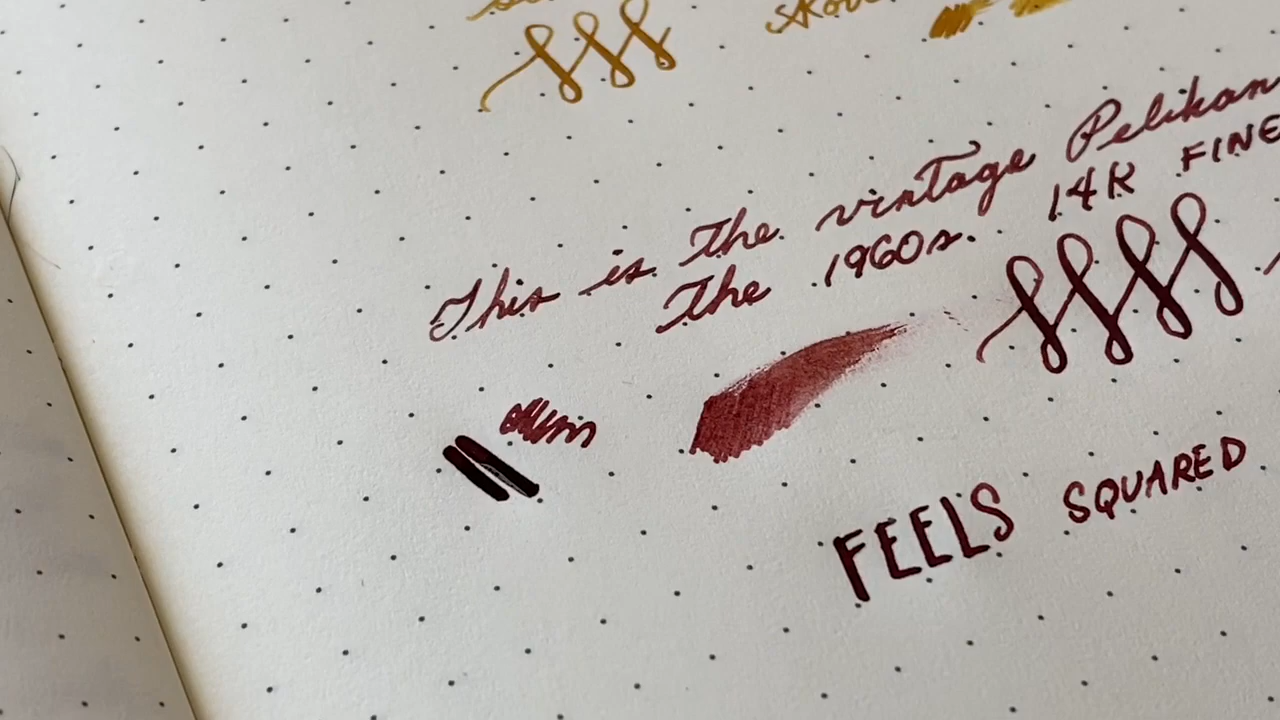 This is the vintage Pelikan
the 1960s. 14K FINE
FEELS SQUARED